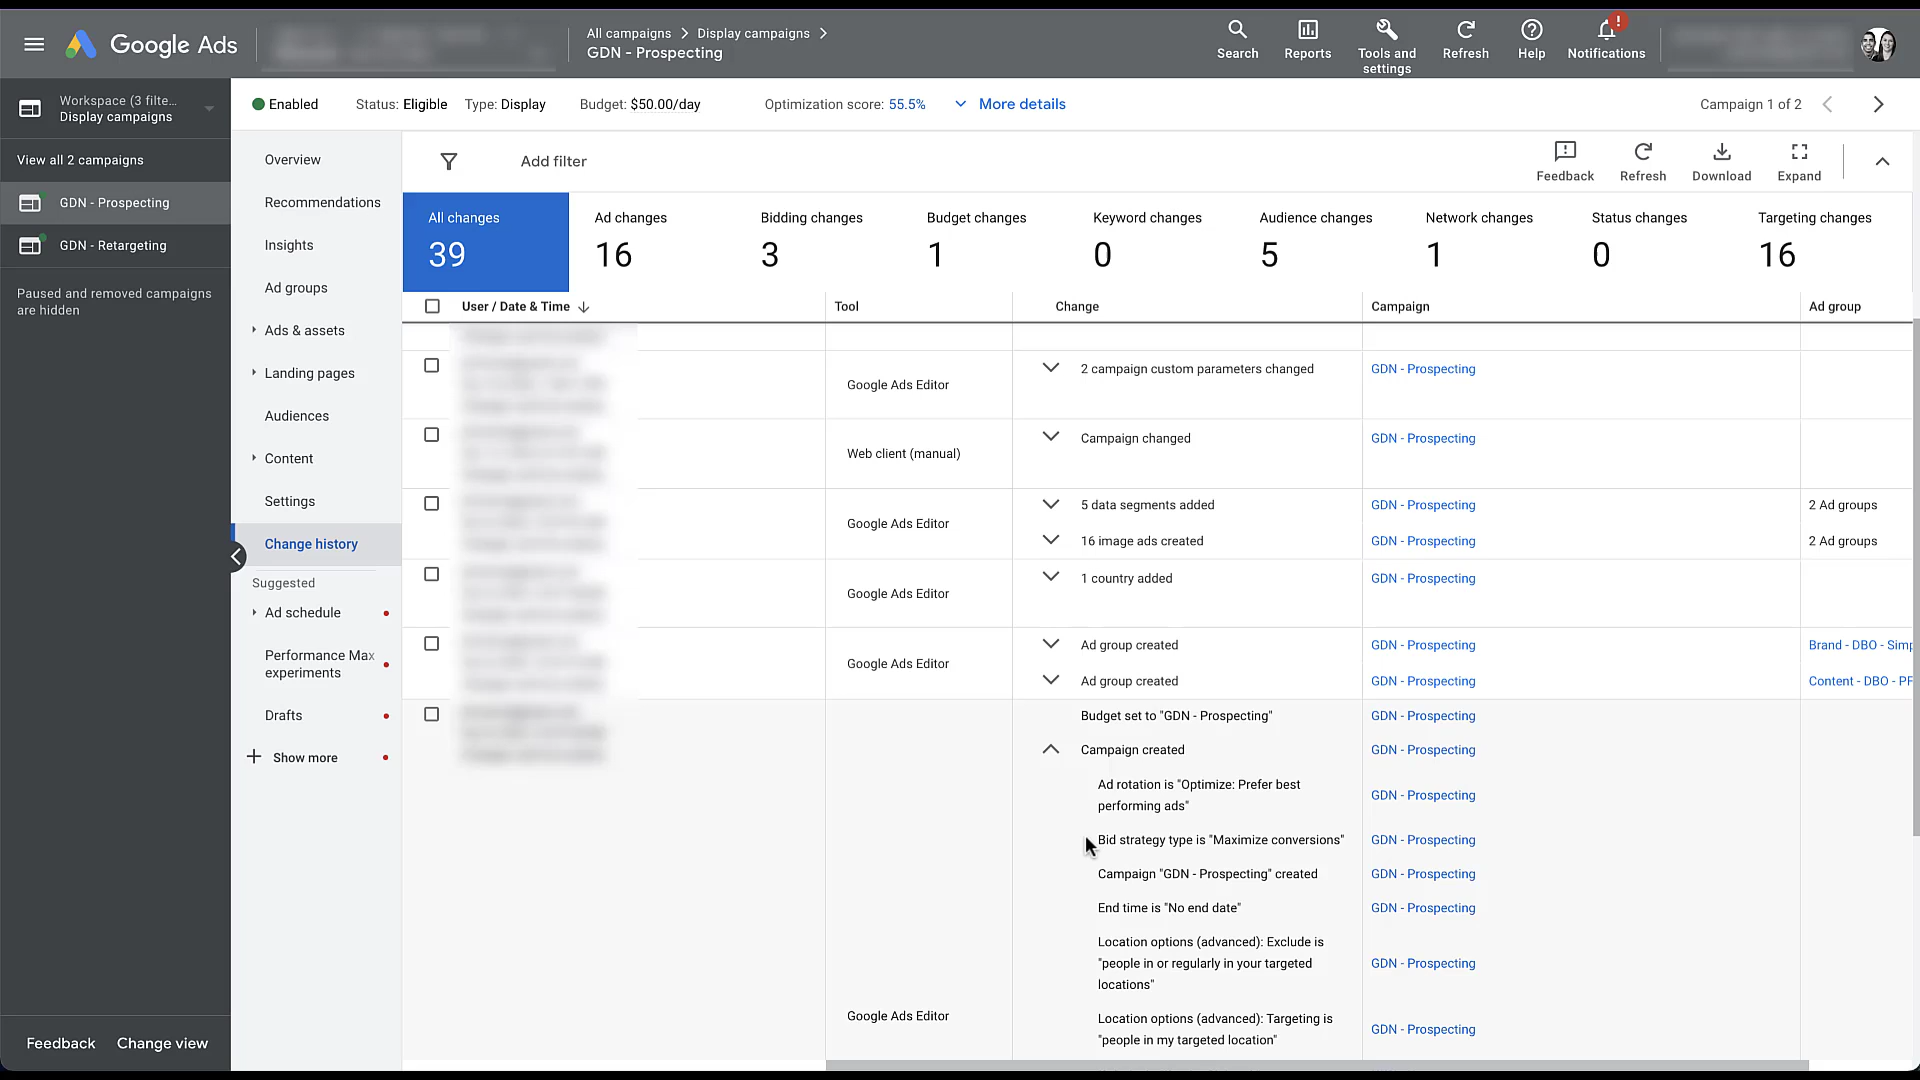 Google Ads
All campaigns > Display campaigns >
GDN - Prospecting
Search
Reports
Tools and
settings
Refresh
Help
!
Notifications
Workspace (3 filte...
Display campaigns
View all 2 campaigns
GDN - Prospecting
GDN - Retargeting
Paused and removed campaigns
are hidden
Feedback
Change view
Enabled
Status: Eligible
Type: Display
Budget: $50.00/day
Optimization score: 55.5%
More details
Campaign 1 of 2
Overview
Recommendations
Insights
Ad groups
Ads & assets
Landing pages
Audiences
Content
Settings
Change history
Suggested
Ad schedule
Performance Max
experiments
Drafts
Show more
Add filter
Feedback
Refresh
Download
Expand
All changes
39
Ad changes
16
Bidding changes
3
Budget changes
1
Keyword changes
0
Audience changes
5
Network changes
1
Status changes
0
Targeting changes
16
User / Date & Time
Tool
Change
Campaign
Ad group
Google Ads Editor
2 campaign custom parameters changed
GDN - Prospecting
Web client (manual)
Campaign changed
GDN - Prospecting
Google Ads Editor
5 data segments added
GDN - Prospecting
2 Ad groups
16 image ads created
GDN - Prospecting
2 Ad groups
Google Ads Editor
1 country added
GDN - Prospecting
Google Ads Editor
Ad group created
GDN - Prospecting
Brand - DBO - Simp
Ad group created
GDN - Prospecting
Content - DBO - PF
Budget set to "GDN - Prospecting"
GDN - Prospecting
Campaign created
GDN - Prospecting
Ad rotation is "Optimize: Prefer best
performing ads"
GDN - Prospecting
Bid strategy type is "Maximize conversions"
GDN - Prospecting
Campaign "GDN - Prospecting" created
GDN - Prospecting
End time is "No end date"
GDN - Prospecting
Location options (advanced): Exclude is
"people in or regularly in your targeted
locations"
GDN - Prospecting
Google Ads Editor
Location options (advanced): Targeting is
"people in my targeted location"
GDN - Prospecting